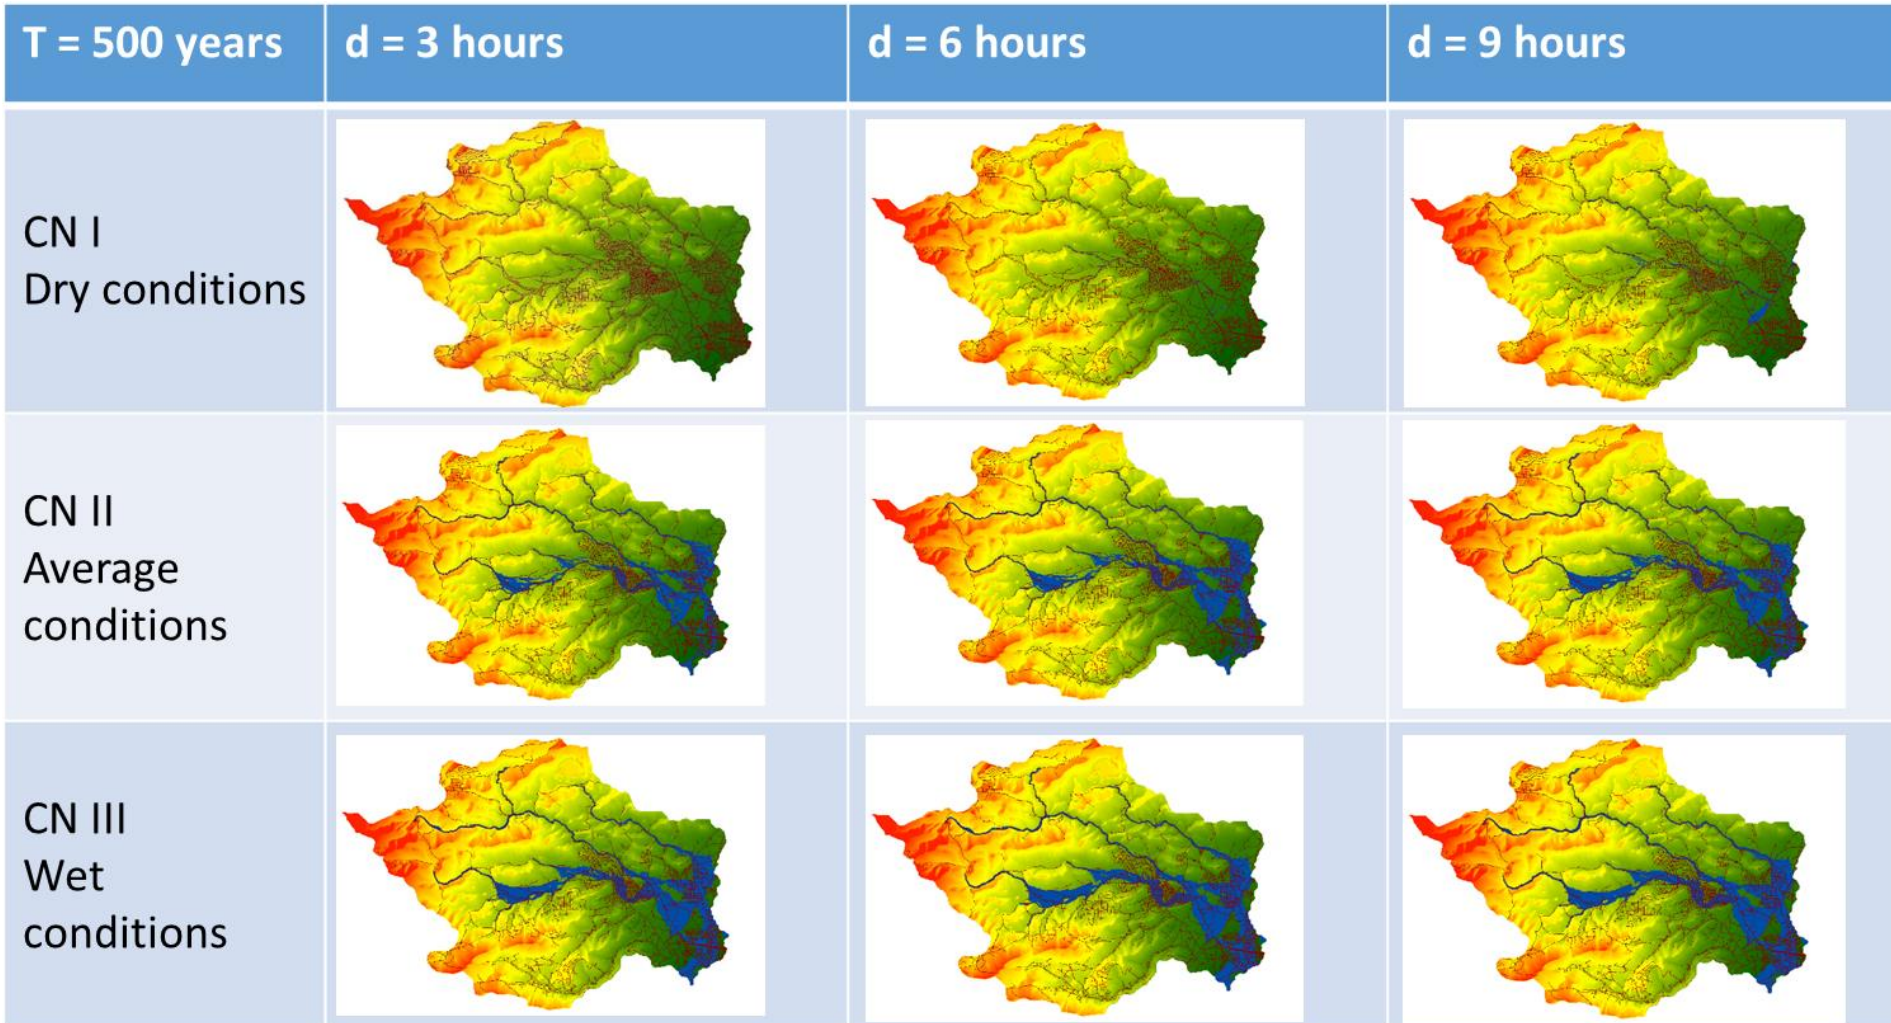 T = 500 years
d = 3 hours
d = 6 hours
d = 9 hours
CN I
Dry conditions
CN II
Average
conditions
CN III
Wet
conditions